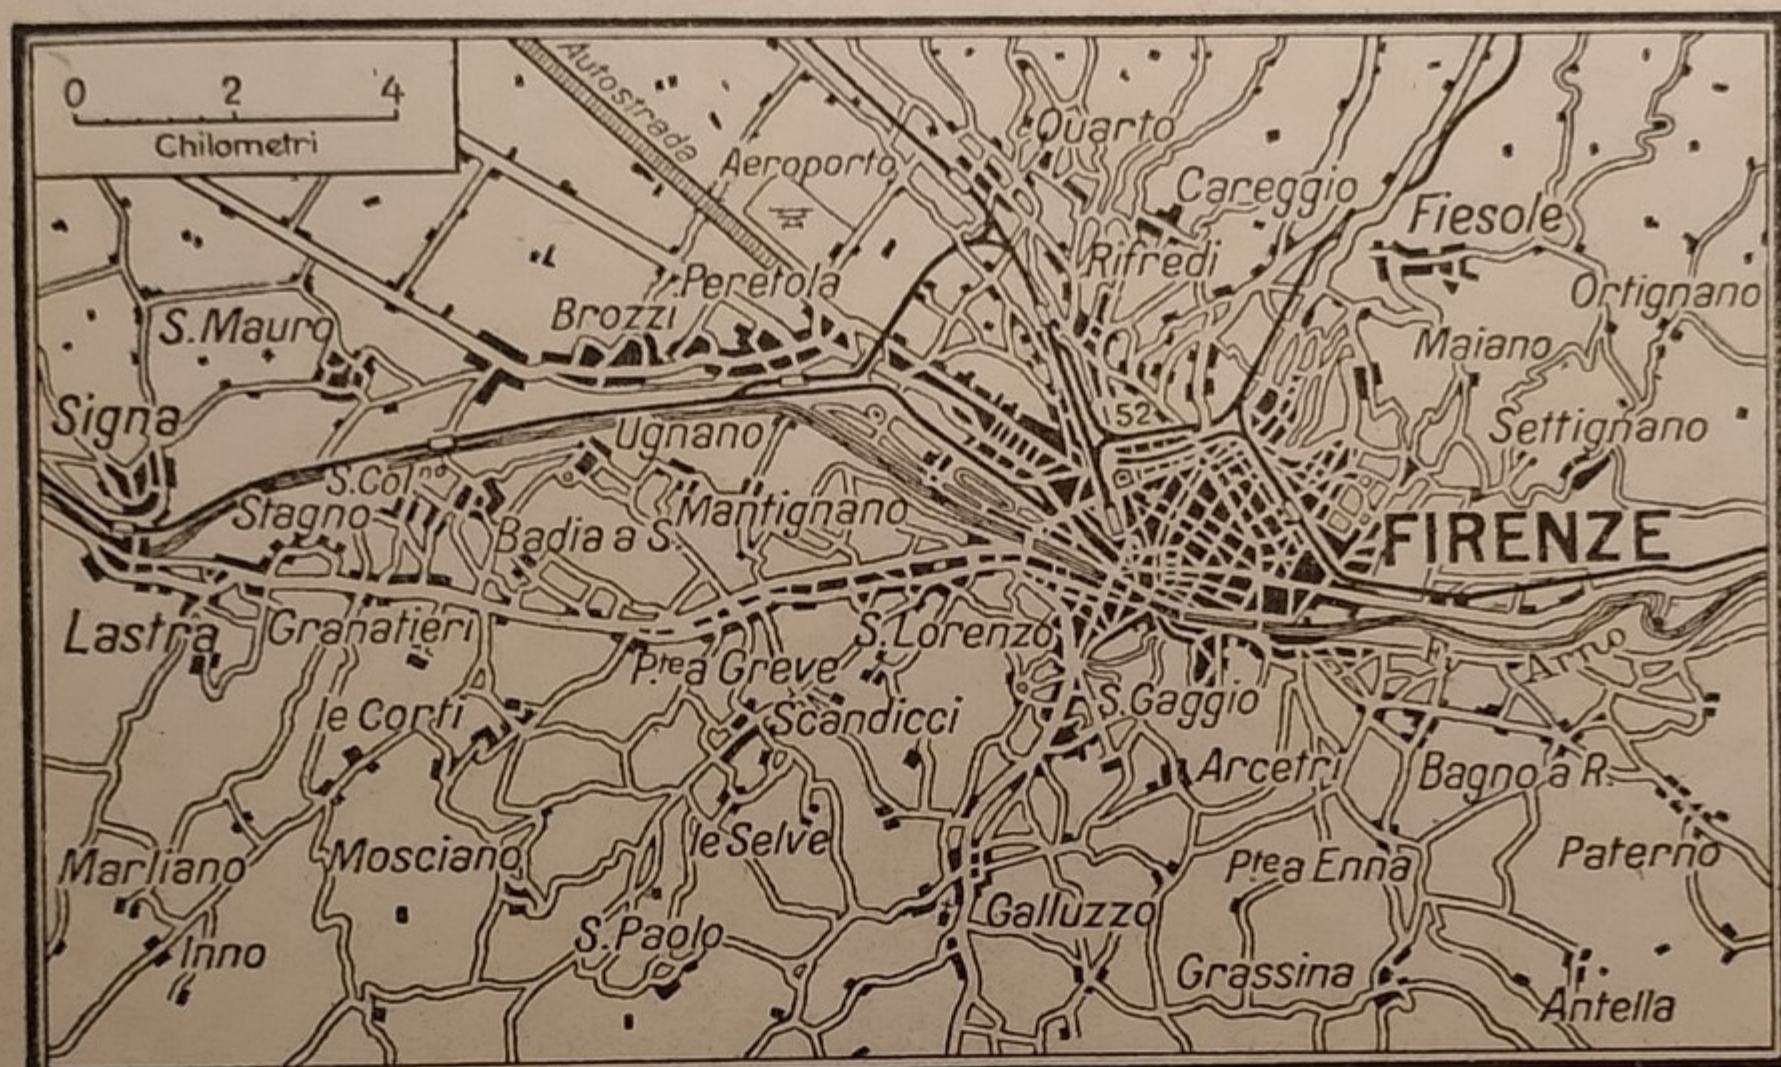 0 2 4
Chilometri
Autostrada
Aeroporto
Quarto
Careggio
Fiesole
Rifredi
Peretola
Brozzi
Ortignano
S.Mauro
Maiano
Signa
52
Ugnano
Settignano
S.Col.no
Stagno
Mantignano
Badia a S.
FIRENZE
Lastra
Granatieri
S.Lorenzo
F. Arno
P.te a Greve
S.Gaggio
le Corti
Scandicci
Arcetri
Bagno a R.
Marliano
Mosciano
le Selve
P.te a Enna
Paterno
Galluzzo
S.Paolo
Inno
Grassina
Antella